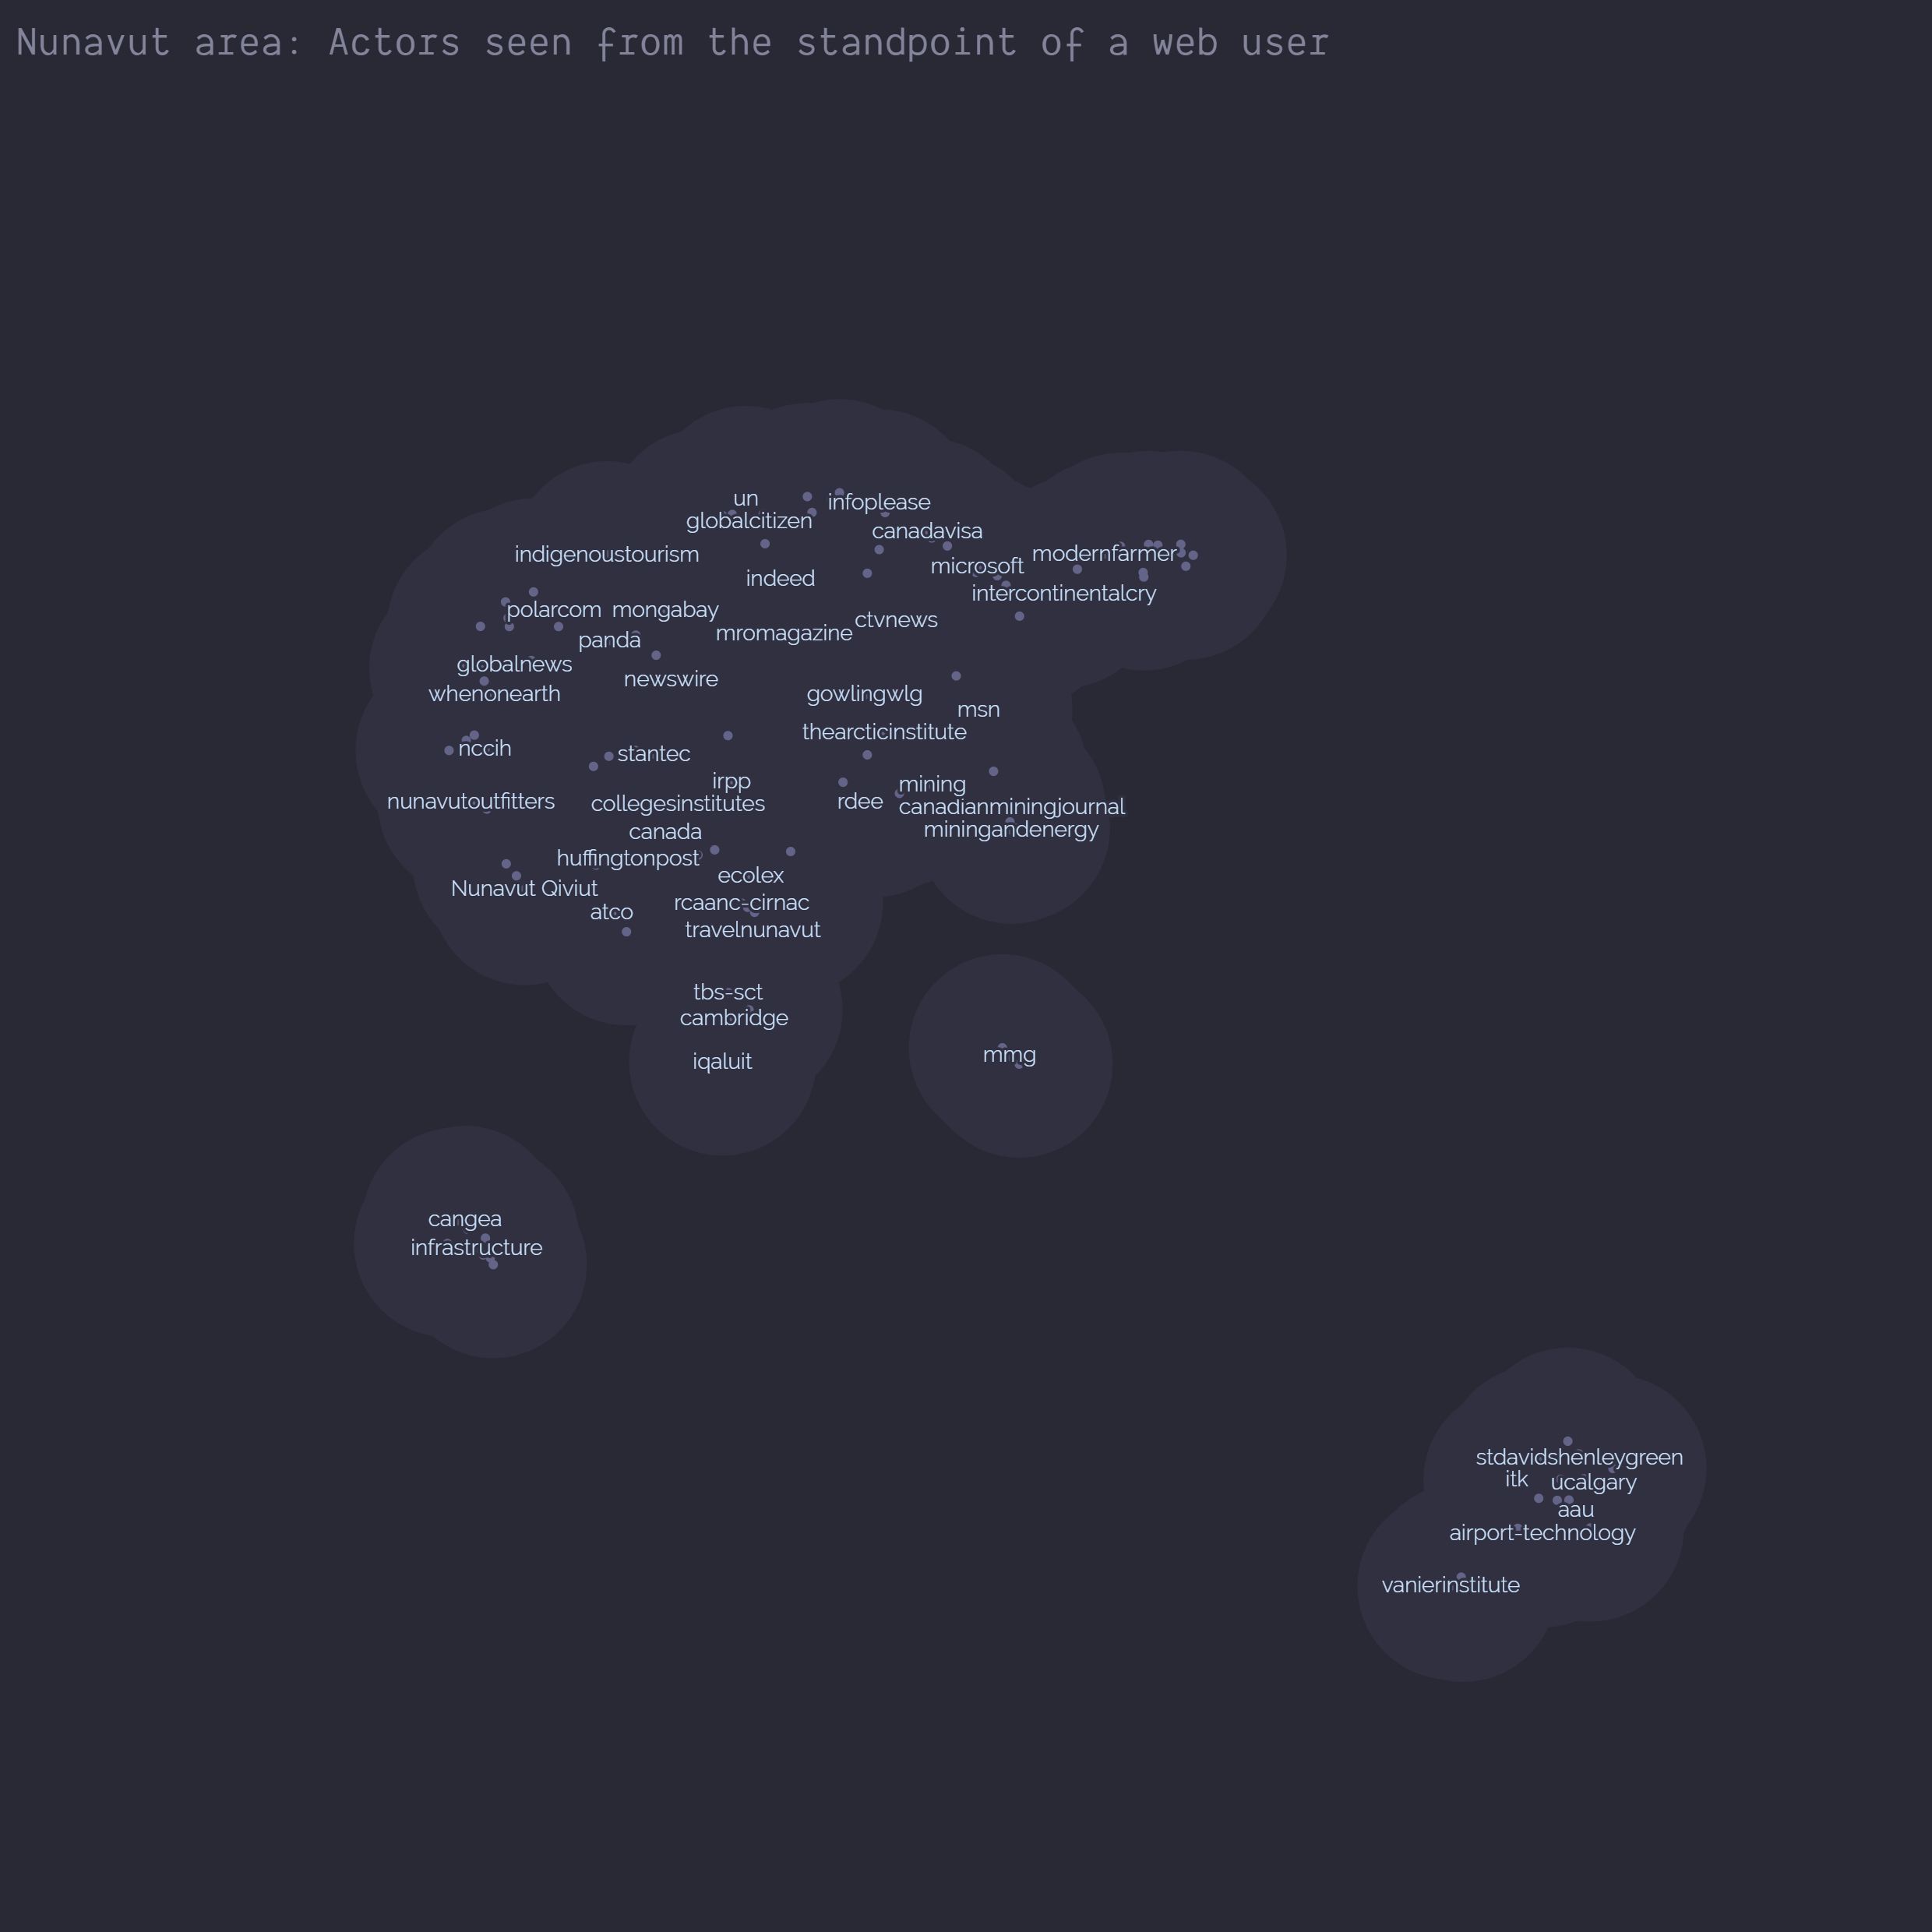 Nunavut area: Actors seen from the standpoint of a web user
un
infoplease
globalcitizen
canadavisa
indigenoustourism
modernfarmer
microsoft
indeed
intercontinentalcry
polarcom
mongabay
ctvnews
mromagazine
panda
globalnews
newswire
whenonearth
gowlingwlg
msn
thearcticinstitute
nccih
stantec
irpp
mining
nunavutoutfitters
collegesinstitutes
rdee
canadianminingjournal
canada
miningandenergy
huffingtonpost
ecolex
Nunavut Qiviut
rcaanc-cirnac
atco
travelnunavut
tbs-sct
cambridge
iqaluit
mmg
cangea
infrastructure
stdavidshenleygreen
itk
ucalgary
aau
airport-technology
vanierinstitute